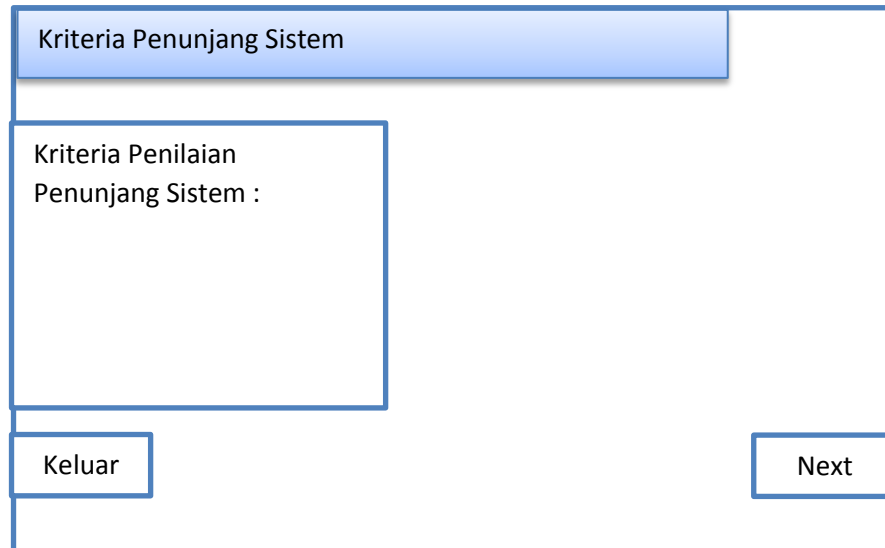 Kriteria Penunjang Sistem
Kriteria Penilaian
Penunjang Sistem :
Keluar
Next